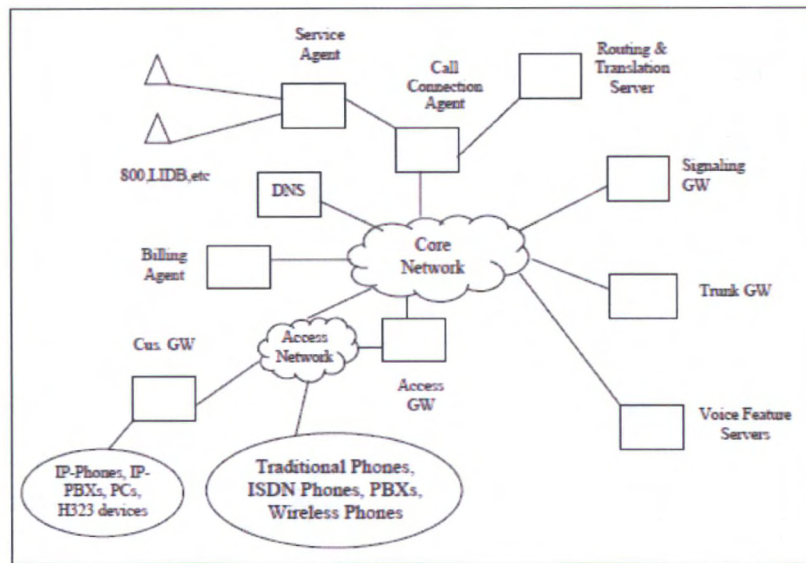 Service
Agent
Call
Connection
Agent
Routing &
Translation
Server
800,LIDB,etc
DNS
Signaling
GW
Billing
Agent
Core
Network
Trunk GW
Cus. GW
Access
Network
Access
GW
Voice Feature
Servers
IP-Phones, IP-
PBXs, PCs,
H323 devices
Traditional Phones,
ISDN Phones, PBXs,
Wireless Phones